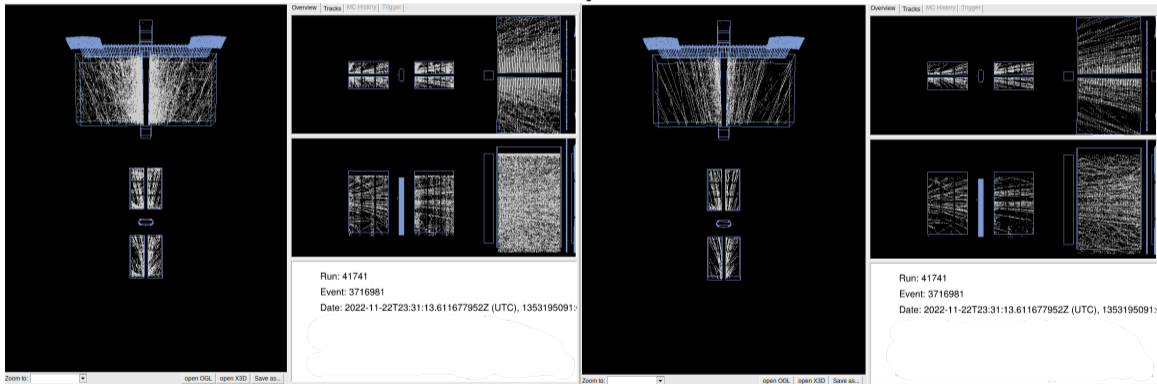 Overview Tracks MC History Trigger
Run: 41741
Event: 3716981
Date: 2022-11-22T23:31:13.611677952Z (UTC), 1353195091:
Zoom to: open OGL open X3D Save as...
Overview Tracks MC History Trigger
Run: 41741
Event: 3716981
Date: 2022-11-22T23:31:13.611677952Z (UTC), 1353195091:
Zoom to: open OGL open X3D Save as...